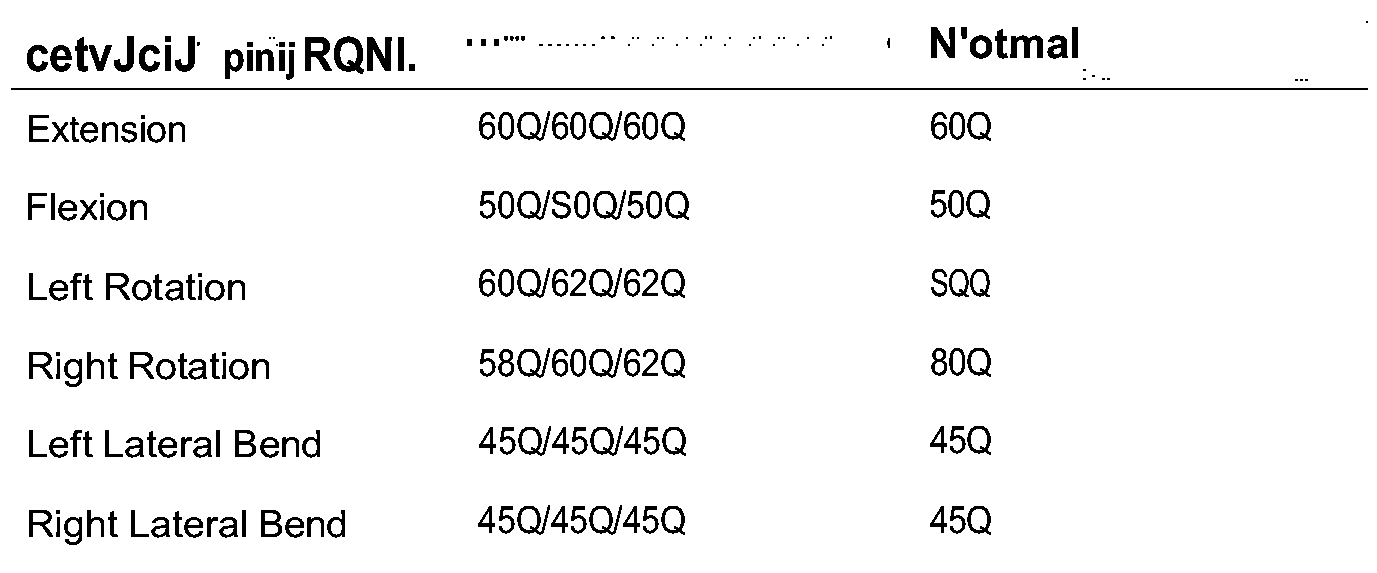 cetvJciJ pinij RQNl. N'otmal
Extension 60Q/60Q/60Q 60Q
Flexion 50Q/S0Q/50Q 50Q
Left Rotation 60Q/62Q/62Q SQQ
Right Rotation 58Q/60Q/62Q 80Q
Left Lateral Bend 45Q/45Q/45Q 45Q
Right Lateral Bend 45Q/45Q/45Q 45Q